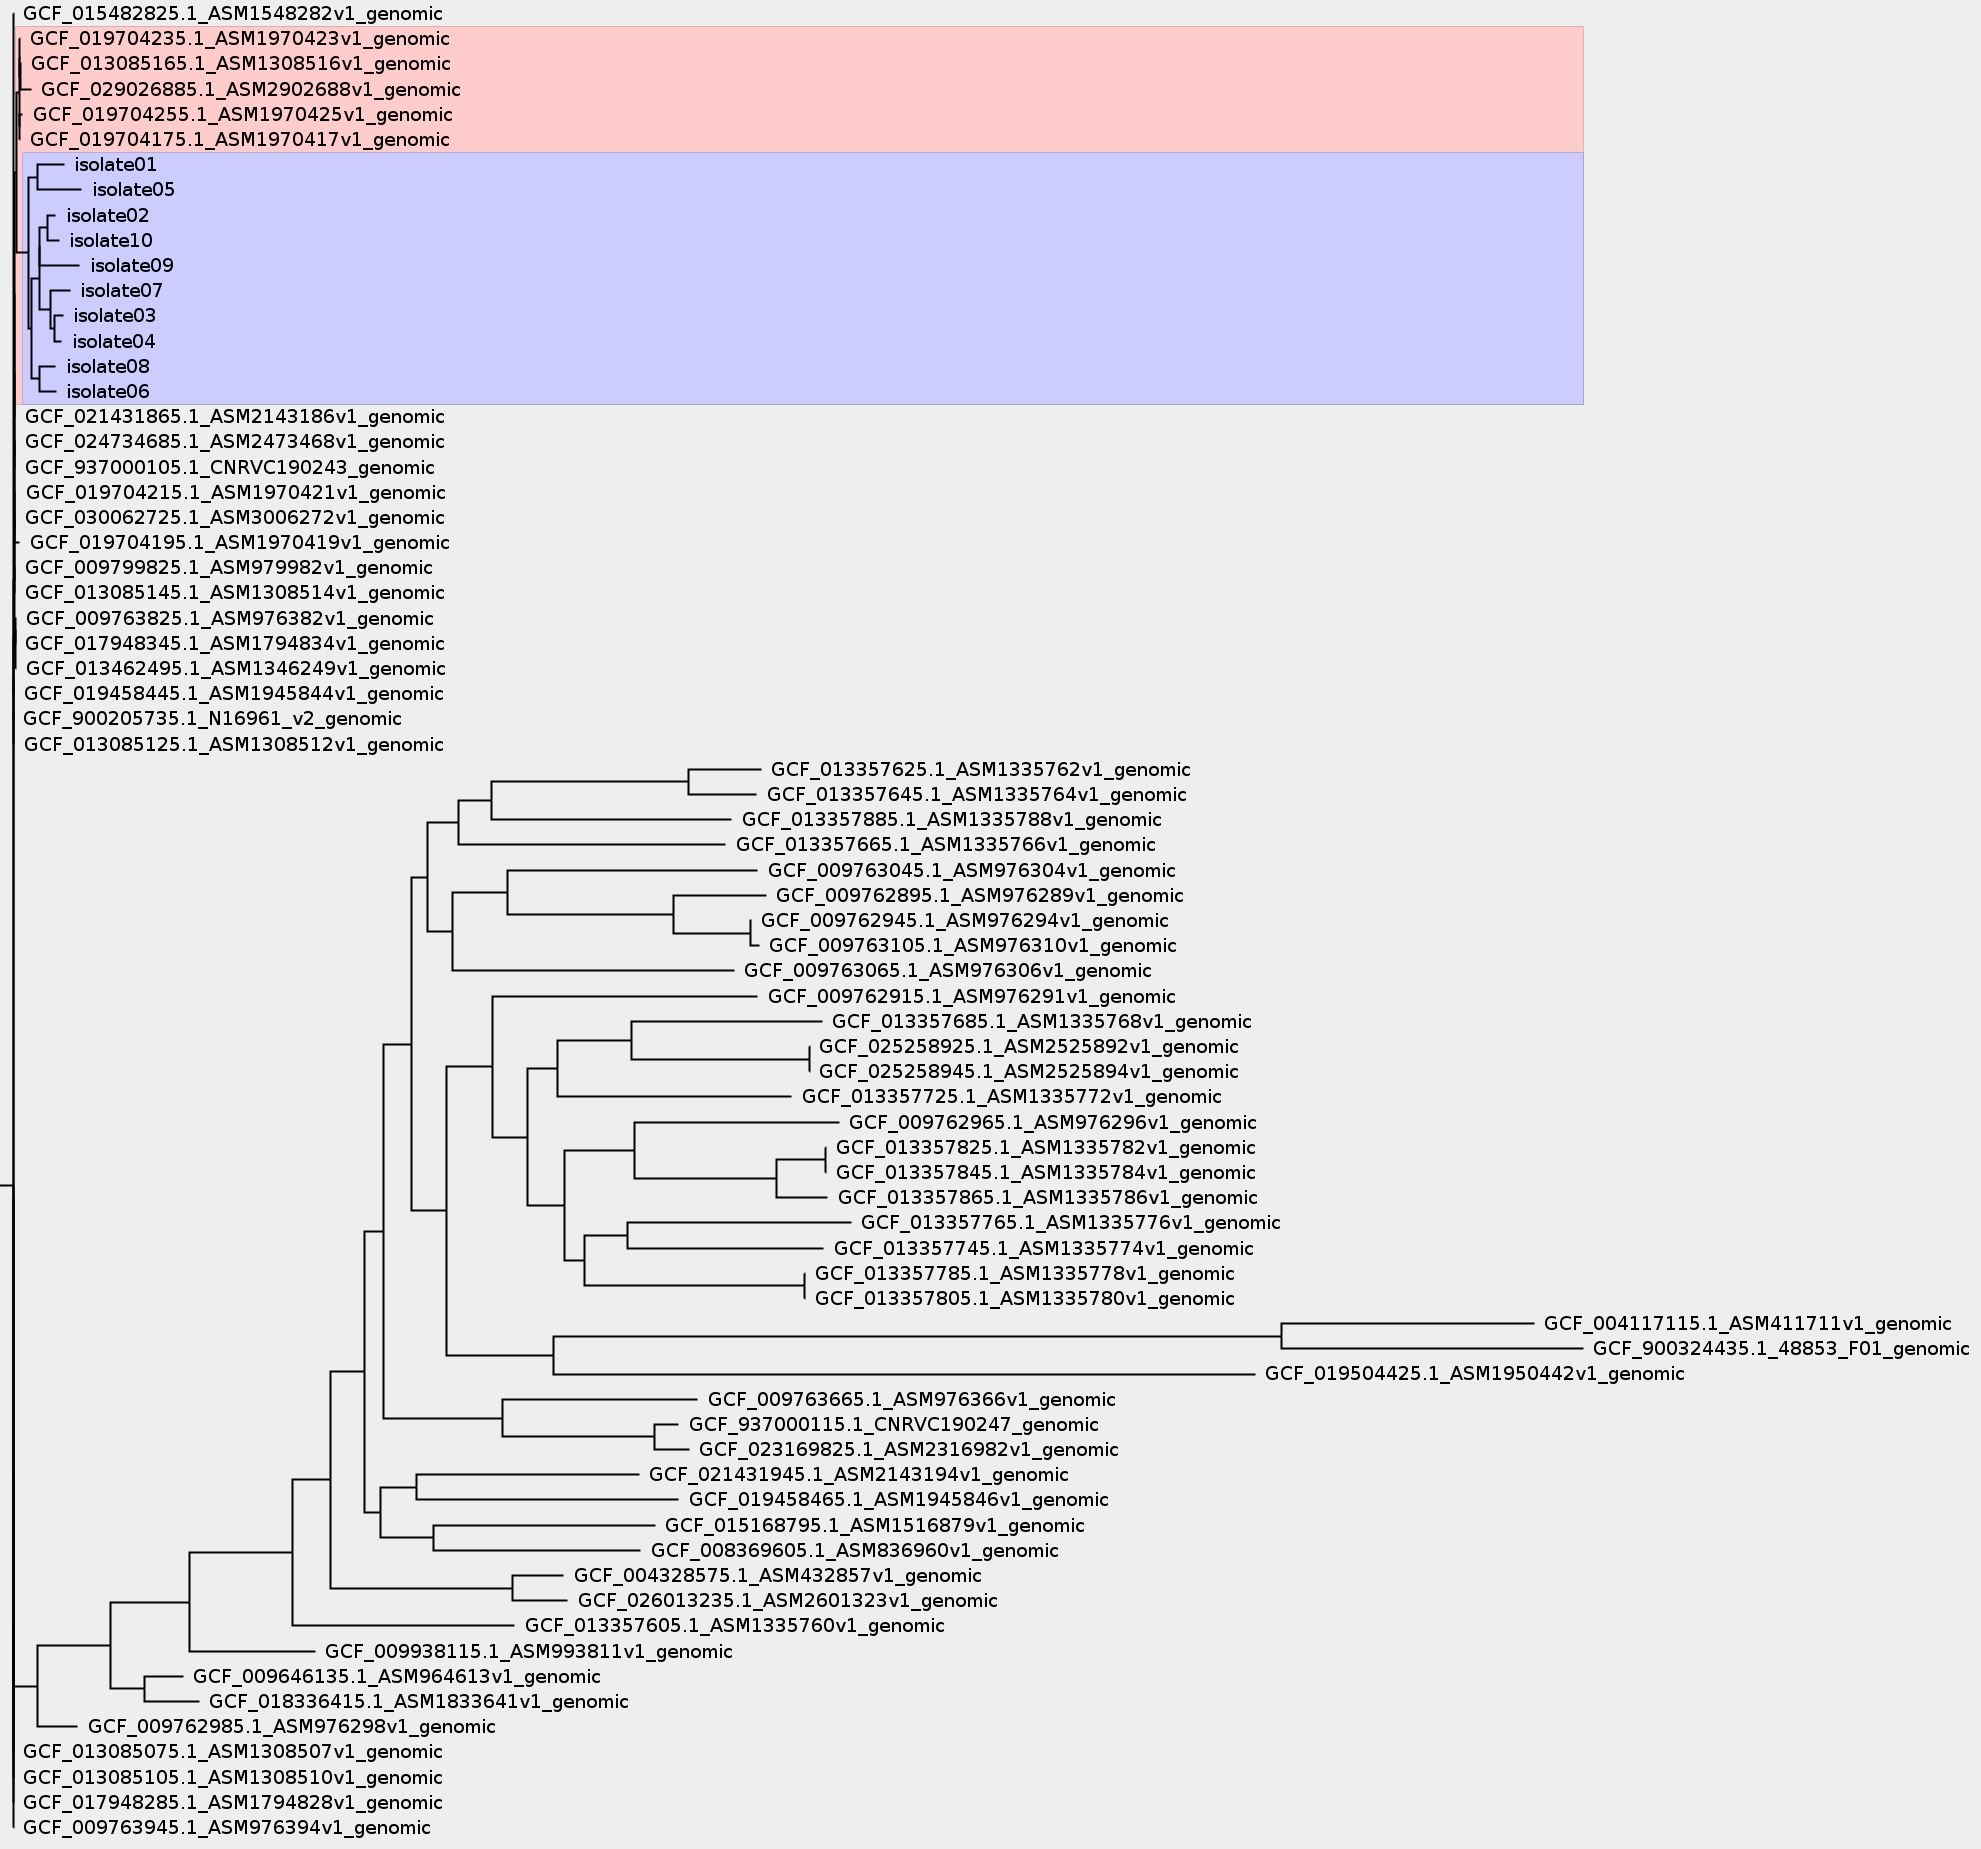 GCF_015482825.1_ASM1548282v1_genomic
GCF_019704235.1_ASM1970423v1_genomic
GCF_013085165.1_ASM1308516v1_genomic
GCF_029026885.1_ASM2902688v1_genomic
GCF_019704255.1_ASM1970425v1_genomic
GCF_019704175.1_ASM1970417v1_genomic
isolate01
isolate05
isolate02
isolate10
isolate09
isolate07
isolate03
isolate04
isolate08
isolate06
GCF_021431865.1_ASM2143186v1_genomic
GCF_024734685.1_ASM2473468v1_genomic
GCF_937000105.1_CNRVC190243_genomic
GCF_019704215.1_ASM1970421v1_genomic
GCF_030062725.1_ASM3006272v1_genomic
GCF_019704195.1_ASM1970419v1_genomic
GCF_009799825.1_ASM979982v1_genomic
GCF_013085145.1_ASM1308514v1_genomic
GCF_009763825.1_ASM976382v1_genomic
GCF_017948345.1_ASM1794834v1_genomic
GCF_013462495.1_ASM1346249v1_genomic
GCF_019458445.1_ASM1945844v1_genomic
GCF_900205735.1_N16961_v2_genomic
GCF_013085125.1_ASM1308512v1_genomic
GCF_013357625.1_ASM1335762v1_genomic
GCF_013357645.1_ASM1335764v1_genomic
GCF_013357885.1_ASM1335788v1_genomic
GCF_013357665.1_ASM1335766v1_genomic
GCF_009763045.1_ASM976304v1_genomic
GCF_009762895.1_ASM976289v1_genomic
GCF_009762945.1_ASM976294v1_genomic
GCF_009763105.1_ASM976310v1_genomic
GCF_009763065.1_ASM976306v1_genomic
GCF_009762915.1_ASM976291v1_genomic
GCF_013357685.1_ASM1335768v1_genomic
GCF_025258925.1_ASM2525892v1_genomic
GCF_025258945.1_ASM2525894v1_genomic
GCF_013357725.1_ASM1335772v1_genomic
GCF_009762965.1_ASM976296v1_genomic
GCF_013357825.1_ASM1335782v1_genomic
GCF_013357845.1_ASM1335784v1_genomic
GCF_013357865.1_ASM1335786v1_genomic
GCF_013357765.1_ASM1335776v1_genomic
GCF_013357745.1_ASM1335774v1_genomic
GCF_013357785.1_ASM1335778v1_genomic
GCF_013357805.1_ASM1335780v1_genomic
GCF_004117115.1_ASM411711v1_genomic
GCF_900324435.1_48853_F01_genomic
GCF_019504425.1_ASM1950442v1_genomic
GCF_009763665.1_ASM976366v1_genomic
GCF_937000115.1_CNRVC190247_genomic
GCF_023169825.1_ASM2316982v1_genomic
GCF_021431945.1_ASM2143194v1_genomic
GCF_019458465.1_ASM1945846v1_genomic
GCF_015168795.1_ASM1516879v1_genomic
GCF_008369605.1_ASM836960v1_genomic
GCF_004328575.1_ASM432857v1_genomic
GCF_026013235.1_ASM2601323v1_genomic
GCF_013357605.1_ASM1335760v1_genomic
GCF_009938115.1_ASM993811v1_genomic
GCF_009646135.1_ASM964613v1_genomic
GCF_018336415.1_ASM1833641v1_genomic
GCF_009762985.1_ASM976298v1_genomic
GCF_013085075.1_ASM1308507v1_genomic
GCF_013085105.1_ASM1308510v1_genomic
GCF_017948285.1_ASM1794828v1_genomic
GCF_009763945.1_ASM976394v1_genomic